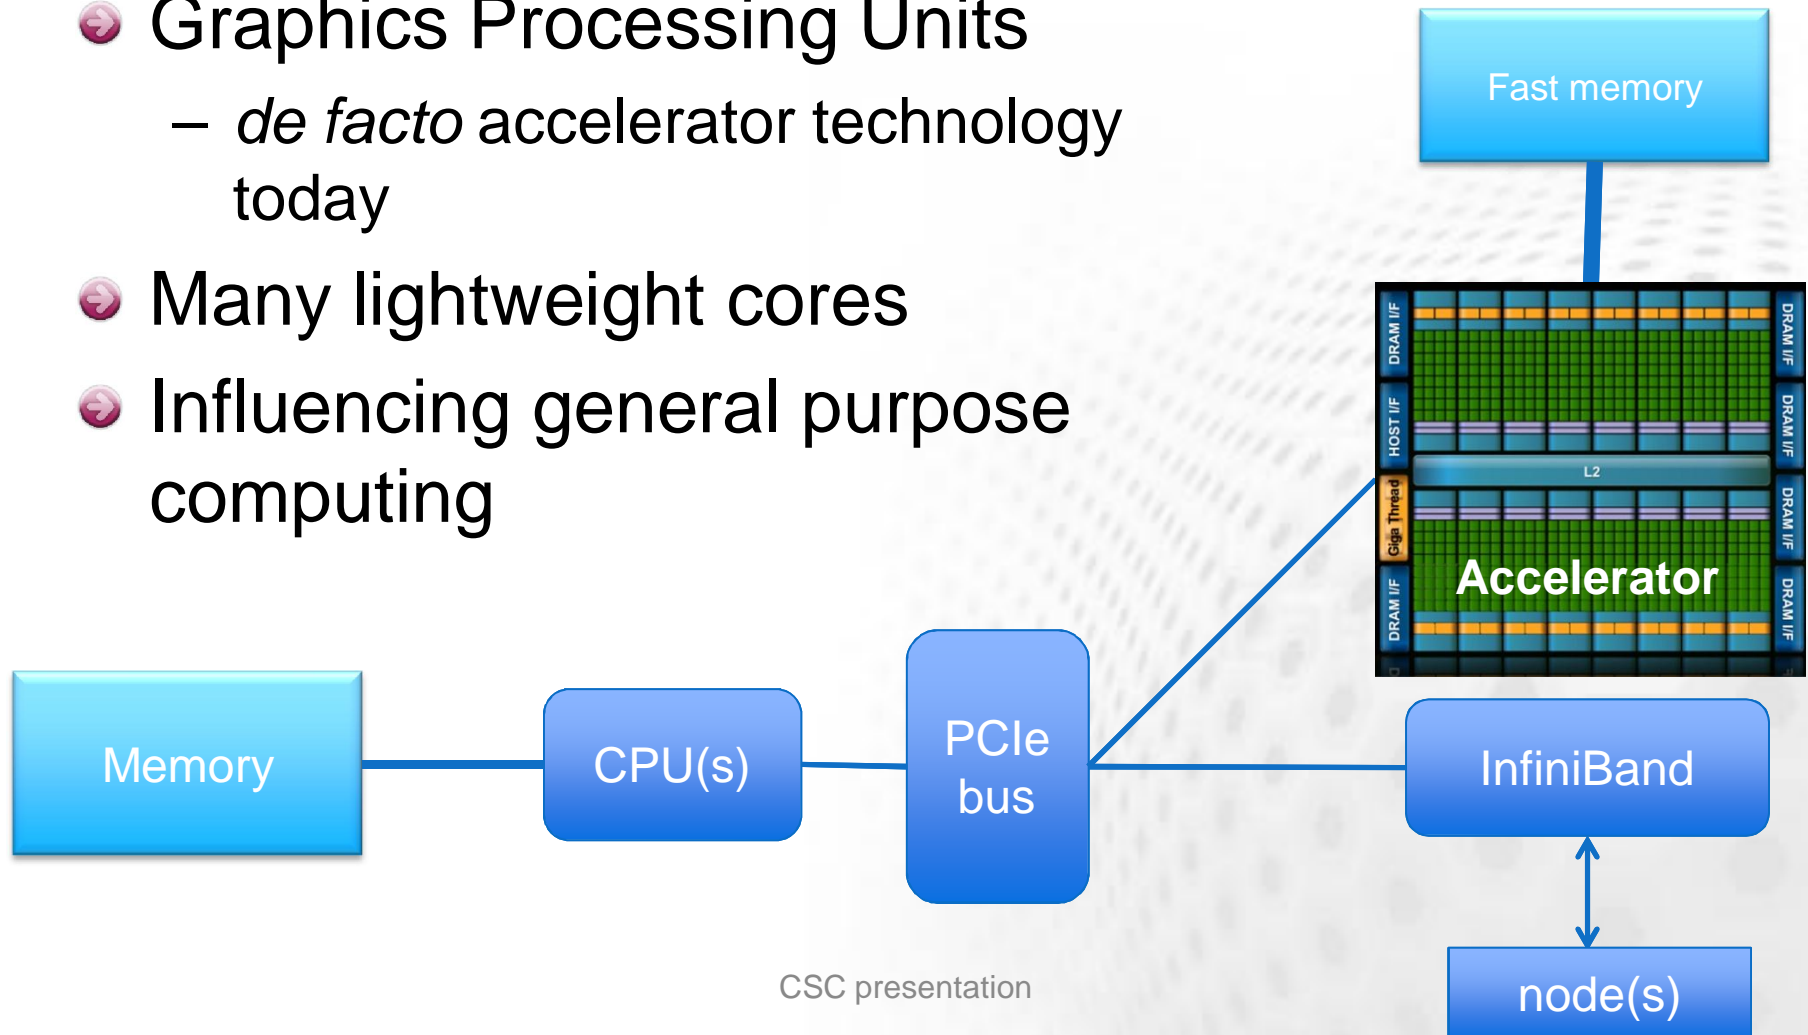 Graphics Processing Units
– de facto accelerator technology
today
Many lightweight cores
Influencing general purpose
computing
Fast memory
DRAM I/F
HOST I/F
Giga Thread
DRAM I/F
L2
DRAM I/F
DRAM I/F
DRAM I/F
DRAM I/F
Accelerator
Memory
CPU(s)
PCIe
bus
InfiniBand
node(s)
CSC presentation